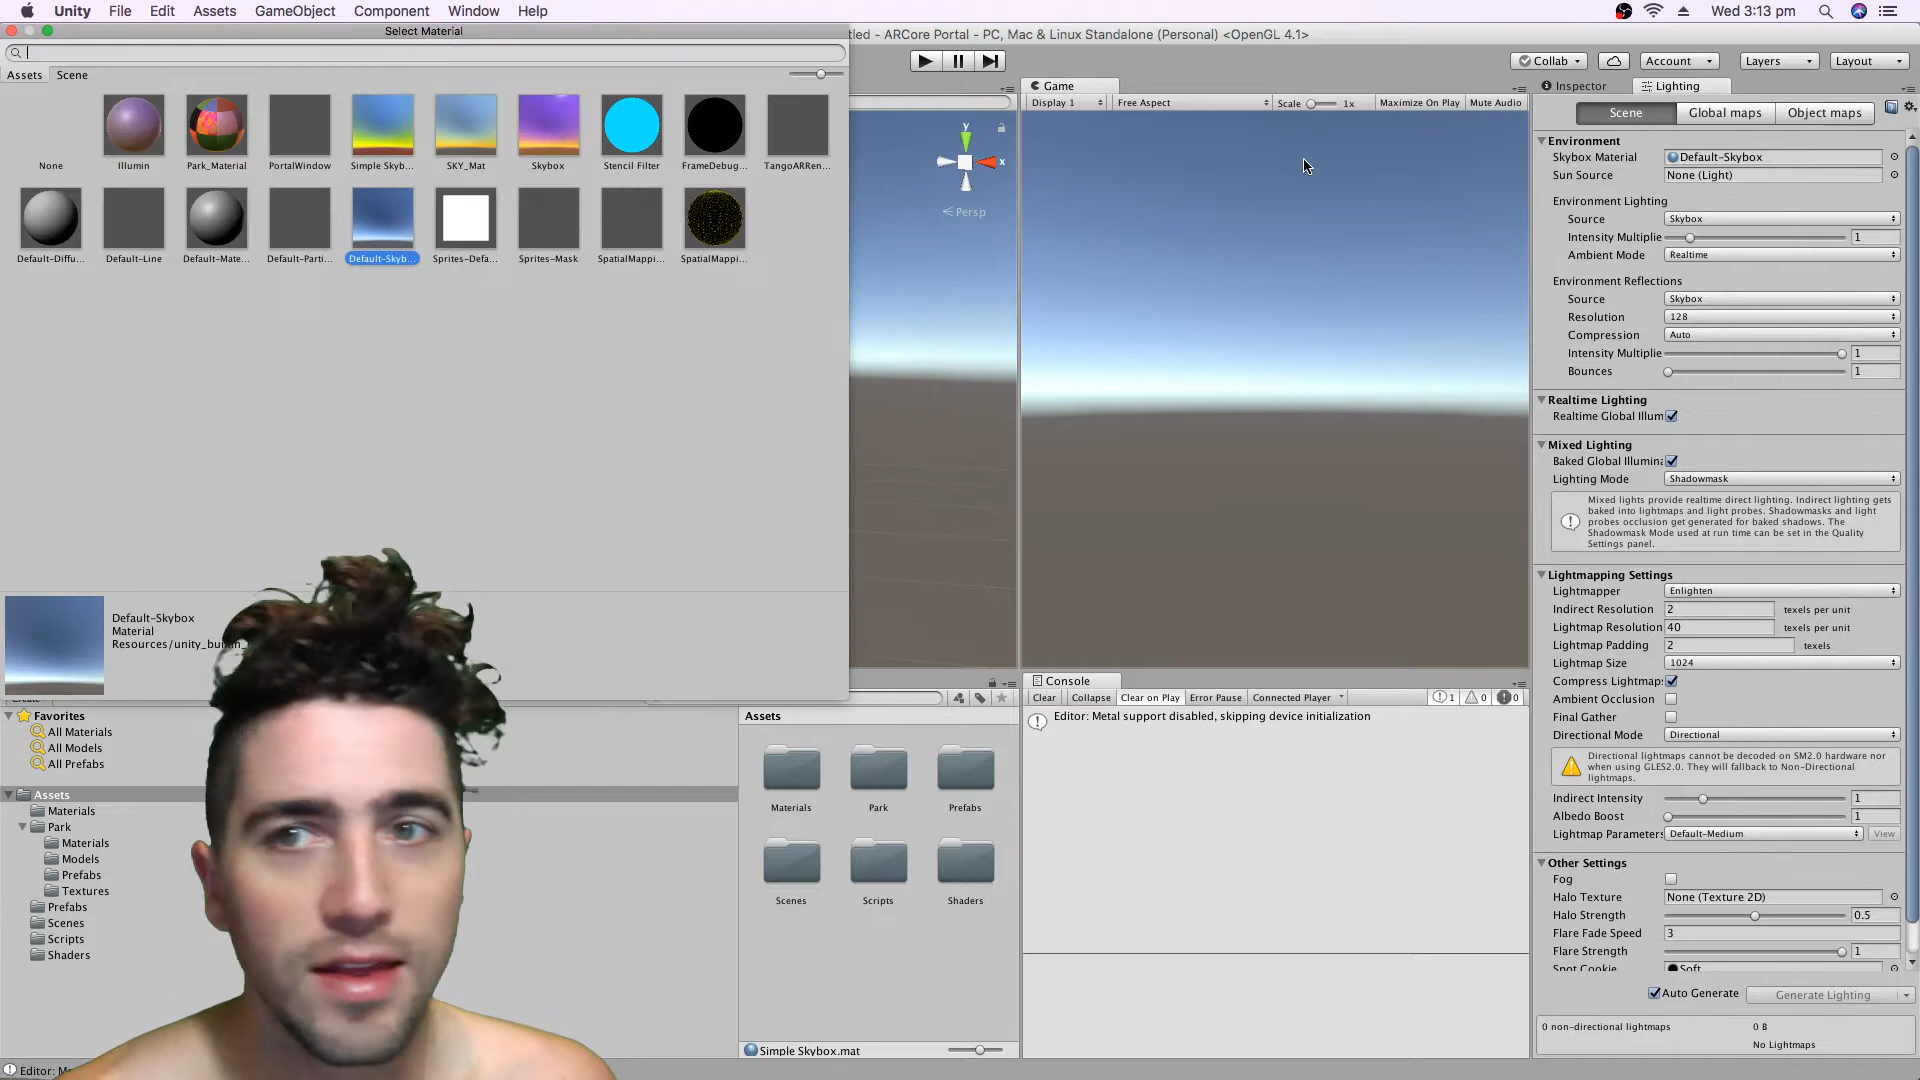 Unity File Edit Assets GameObject Component Window Help
Wed 3:13 pm
Select Material
tled - ARCore Portal - PC, Mac & Linux Standalone (Personal) <OpenGL 4.1>
Collab
Account
Layers
Layout
Assets Scene
None
Illumin
Park_Material
PortalWindow
Simple Skyb...
SKY_Mat
Skybox
Stencil Filter
FrameDebug...
TangoARRen...
Default-Diffu...
Default-Line
Default-Mate...
Default-Parti...
Default-Skyb...
Sprites-Defa...
Sprites-Mask
SpatialMappi...
SpatialMappi...
Default-Skybox
Material
y
x
Persp
Game
Display 1
Free Aspect
Scale
1x
Maximize On Play
Mute Audio
Inspector
Lighting
Scene
Global maps
Object maps
Environment
Skybox Material
Default-Skybox
Sun Source
None (Light)
Environment Lighting
Source
Skybox
Intensity Multiplie
1
Ambient Mode
Realtime
Environment Reflections
Source
Skybox
Resolution
128
Compression
Auto
Intensity Multiplie
1
Bounces
1
Realtime Lighting
Realtime Global Illum
Mixed Lighting
Baked Global Illumina
Lighting Mode
Shadowmask
Mixed lights provide realtime direct lighting. Indirect lighting gets
baked into lightmaps and light probes. Shadowmasks and light
probes occlusion get generated for baked shadows. The
Shadowmask Mode used at run time can be set in the Quality
Settings panel.
Lightmapping Settings
Lightmapper
Enlighten
Indirect Resolution
2
texels per unit
Lightmap Resolution
40
texels per unit
Lightmap Padding
2
texels
Lightmap Size
1024
Compress Lightmaps
Ambient Occlusion
Final Gather
Directional Mode
Directional
Directional lightmaps cannot be decoded on SM2.0 hardware nor
when using GLES2.0. They will fallback to Non-Directional
lightmaps.
Indirect Intensity
1
Albedo Boost
1
Lightmap Parameters
Default-Medium
View
Other Settings
Fog
Halo Texture
None (Texture 2D)
Halo Strength
0.5
Flare Fade Speed
3
Flare Strength
1
Spot Cookie
Soft
Auto Generate
Generate Lighting
0 non-directional lightmaps
0 B
No Lightmaps
Favorites
All Materials
All Models
All Prefabs
Assets
Materials
Park
Materials
Models
Prefabs
Textures
Prefabs
Scenes
Scripts
Shaders
Assets
Materials
Park
Prefabs
Scenes
Scripts
Shaders
Simple Skybox.mat
Console
Clear
Collapse
Clear on Play
Error Pause
Connected Player
1
0
0
Editor: Metal support disabled, skipping device initialization
Editor: